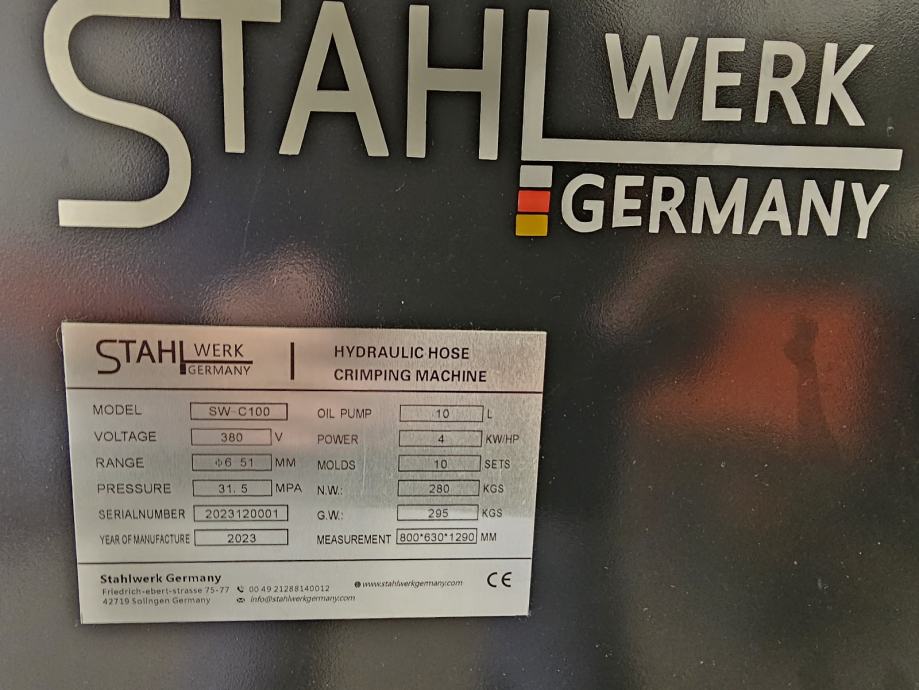 STAHLWERK
GERMANY
STAHLWERK
GERMANY
HYDRAULIC HOSE
CRIMPING MACHINE
MODEL SW-C100
VOLTAGE 380 V
RANGE Φ6 51 MM
PRESSURE 31.5 MPA
SERIALNUMBER 2023120001
YEAR OF MANUFACTURE 2023
OIL PUMP 10 L
POWER 4 KW/HP
MOLDS 10 SETS
N.W.: 280 KGS
G.W.: 295 KGS
MEASUREMENT 800*630*1290 MM
Stahlwerk Germany
Friedrich-ebert-strasse 75-77
42719 Solingen Germany
00 49 21288140012
info@stahlwerkgermany.com
www.stahlwerkgermany.com
CE